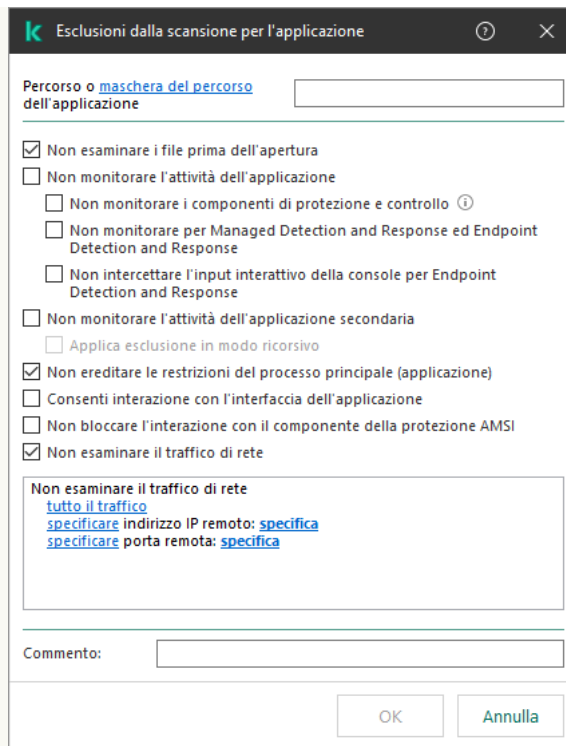 Esclusioni dalla scansione per l'applicazione
Percorso o maschera del percorso
dell'applicazione
Non esaminare i file prima dell'apertura
Non monitorare l'attività dell'applicazione
Non monitorare i componenti di protezione e controllo
Non monitorare per Managed Detection and Response ed Endpoint
Detection and Response
Non intercettare l'input interattivo della console per Endpoint
Detection and Response
Non monitorare l'attività dell'applicazione secondaria
Applica esclusione in modo ricorsivo
Non ereditare le restrizioni del processo principale (applicazione)
Consenti interazione con l'interfaccia dell'applicazione
Non bloccare l'interazione con il componente della protezione AMSI
Non esaminare il traffico di rete
Non esaminare il traffico di rete
tutto il traffico
specificare indirizzo IP remoto: specifica
specificare porta remota: specifica
Commento:
OK Annulla